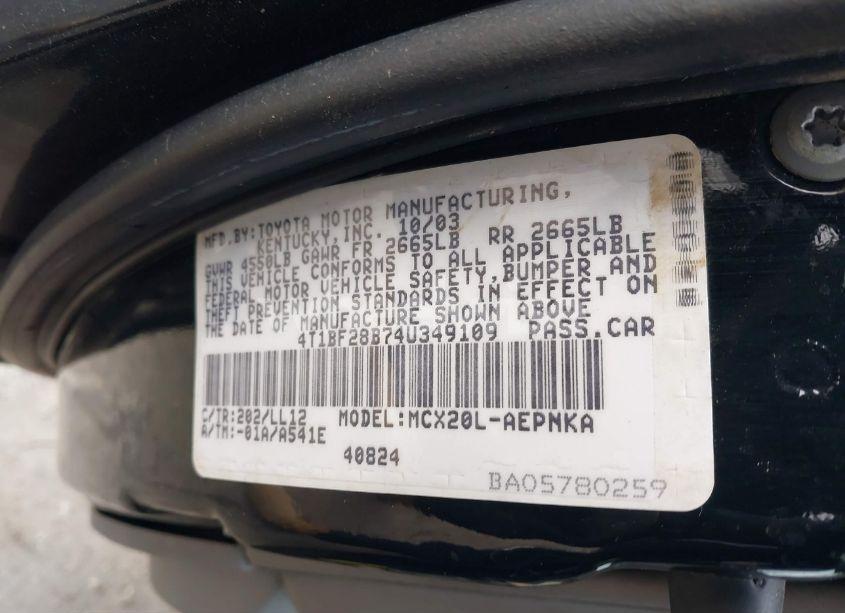 MFD.BY:TOYOTA MOTOR MANUFACTURING,
KENTUCKY,INC. 10/03
GVWR 4550LB GAWR FR 2665LB RR 2665LB
THIS VEHICLE CONFORMS TO ALL APPLICABLE
FEDERAL MOTOR VEHICLE SAFETY,BUMPER AND
THEFT PREVENTION STANDARDS IN EFFECT ON
THE DATE OF MANUFACTURE SHOWN ABOVE
4T1BF28B74U349109 PASS.CAR
C/TR:202/LL12 MODEL:MCX20L-AEPNKA
A/TM:-01A/A541E
40824
BA05780259